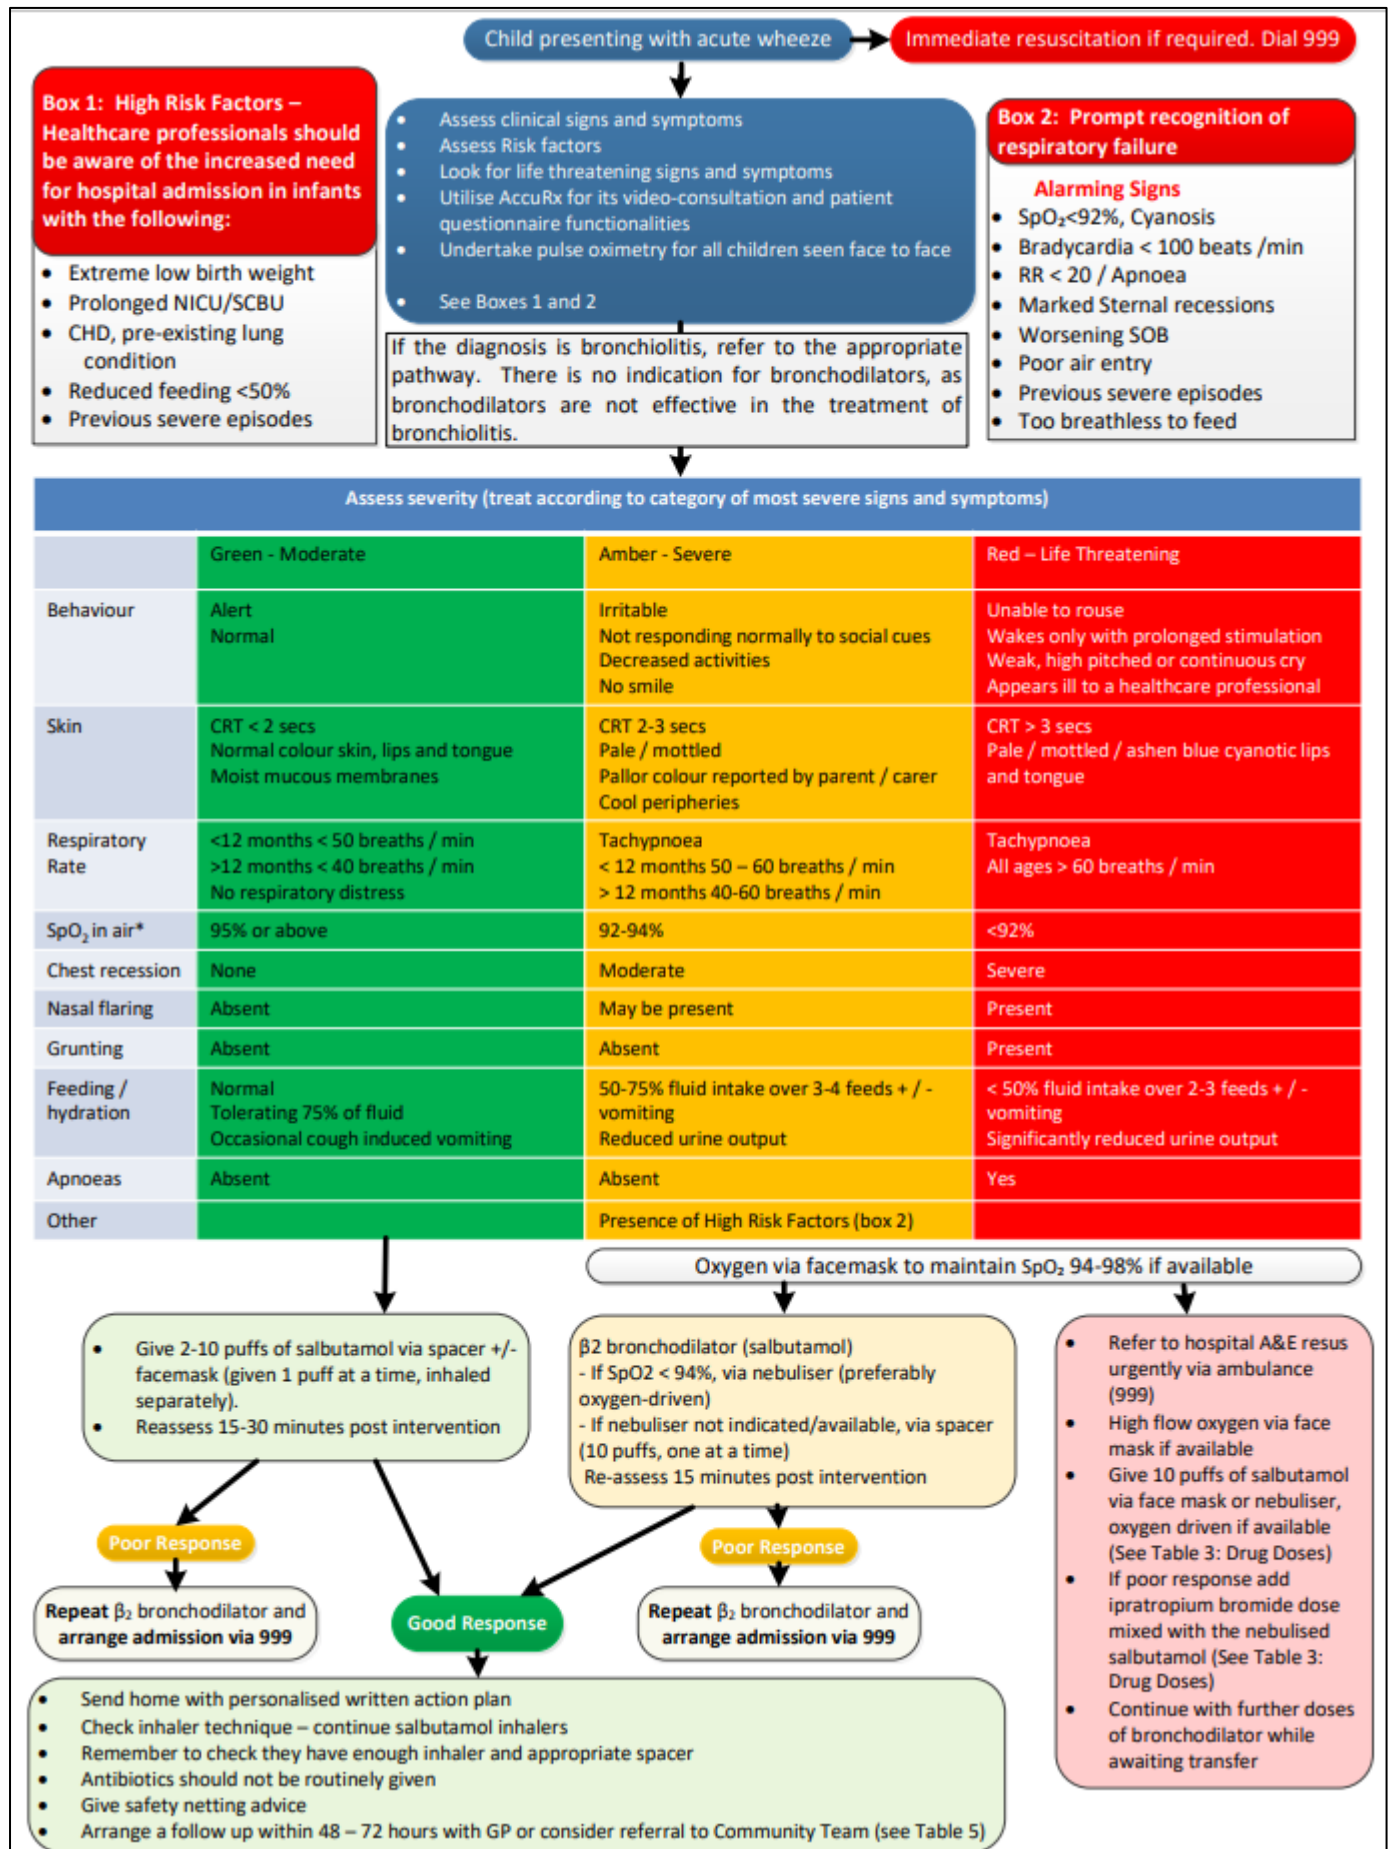 Child presenting with acute wheeze
Immediate resuscitation if required. Dial 999
Box 1: High Risk Factors –
Healthcare professionals should
be aware of the increased need
for hospital admission in infants
with the following:
• Extreme low birth weight
• Prolonged NICU/SCBU
• CHD, pre-existing lung
condition
• Reduced feeding <50%
• Previous severe episodes
• Assess clinical signs and symptoms
• Assess Risk factors
• Look for life threatening signs and symptoms
• Utilise AccuRx for its video-consultation and patient
questionnaire functionalities
• Undertake pulse oximetry for all children seen face to face
• See Boxes 1 and 2
If the diagnosis is bronchiolitis, refer to the appropriate
pathway. There is no indication for bronchodilators, as
bronchodilators are not effective in the treatment of
bronchiolitis.
Box 2: Prompt recognition of
respiratory failure
Alarming Signs
• SpO₂<92%, Cyanosis
• Bradycardia < 100 beats /min
• RR < 20 / Apnoea
• Marked Sternal recessions
• Worsening SOB
• Poor air entry
• Previous severe episodes
• Too breathless to feed
Assess severity (treat according to category of most severe signs and symptoms)
Green - Moderate
Amber - Severe
Red – Life Threatening
Behaviour
Alert
Normal
Irritable
Not responding normally to social cues
Decreased activities
No smile
Unable to rouse
Wakes only with prolonged stimulation
Weak, high pitched or continuous cry
Appears ill to a healthcare professional
Skin
CRT < 2 secs
Normal colour skin, lips and tongue
Moist mucous membranes
CRT 2-3 secs
Pale / mottled
Pallor colour reported by parent / carer
Cool peripheries
CRT > 3 secs
Pale / mottled / ashen blue cyanotic lips
and tongue
Respiratory
Rate
<12 months < 50 breaths / min
>12 months < 40 breaths / min
No respiratory distress
Tachypnoea
< 12 months 50 – 60 breaths / min
> 12 months 40-60 breaths / min
Tachypnoea
All ages > 60 breaths / min
SpO₂ in air*
95% or above
92-94%
<92%
Chest recession
None
Moderate
Severe
Nasal flaring
Absent
May be present
Present
Grunting
Absent
Absent
Present
Feeding /
hydration
Normal
Tolerating 75% of fluid
Occasional cough induced vomiting
50-75% fluid intake over 3-4 feeds + / -
vomiting
Reduced urine output
< 50% fluid intake over 2-3 feeds + / -
vomiting
Significantly reduced urine output
Apnoeas
Absent
Absent
Yes
Other
Presence of High Risk Factors (box 2)
Oxygen via facemask to maintain SpO₂ 94-98% if available
• Give 2-10 puffs of salbutamol via spacer +/-
facemask (given 1 puff at a time, inhaled
separately).
• Reassess 15-30 minutes post intervention
β2 bronchodilator (salbutamol)
- If SpO2 < 94%, via nebuliser (preferably
oxygen-driven)
- If nebuliser not indicated/available, via spacer
(10 puffs, one at a time)
Re-assess 15 minutes post intervention
• Refer to hospital A&E resus
urgently via ambulance
(999)
• High flow oxygen via face
mask if available
• Give 10 puffs of salbutamol
via face mask or nebuliser,
oxygen driven if available
(See Table 3: Drug Doses)
• If poor response add
ipratropium bromide dose
mixed with the nebulised
salbutamol (See Table 3:
Drug Doses)
• Continue with further doses
of bronchodilator while
awaiting transfer
Poor Response
Poor Response
Repeat β₂ bronchodilator and
arrange admission via 999
Good Response
Repeat β₂ bronchodilator and
arrange admission via 999
• Send home with personalised written action plan
• Check inhaler technique – continue salbutamol inhalers
• Remember to check they have enough inhaler and appropriate spacer
• Antibiotics should not be routinely given
• Give safety netting advice
• Arrange a follow up within 48 – 72 hours with GP or consider referral to Community Team (see Table 5)